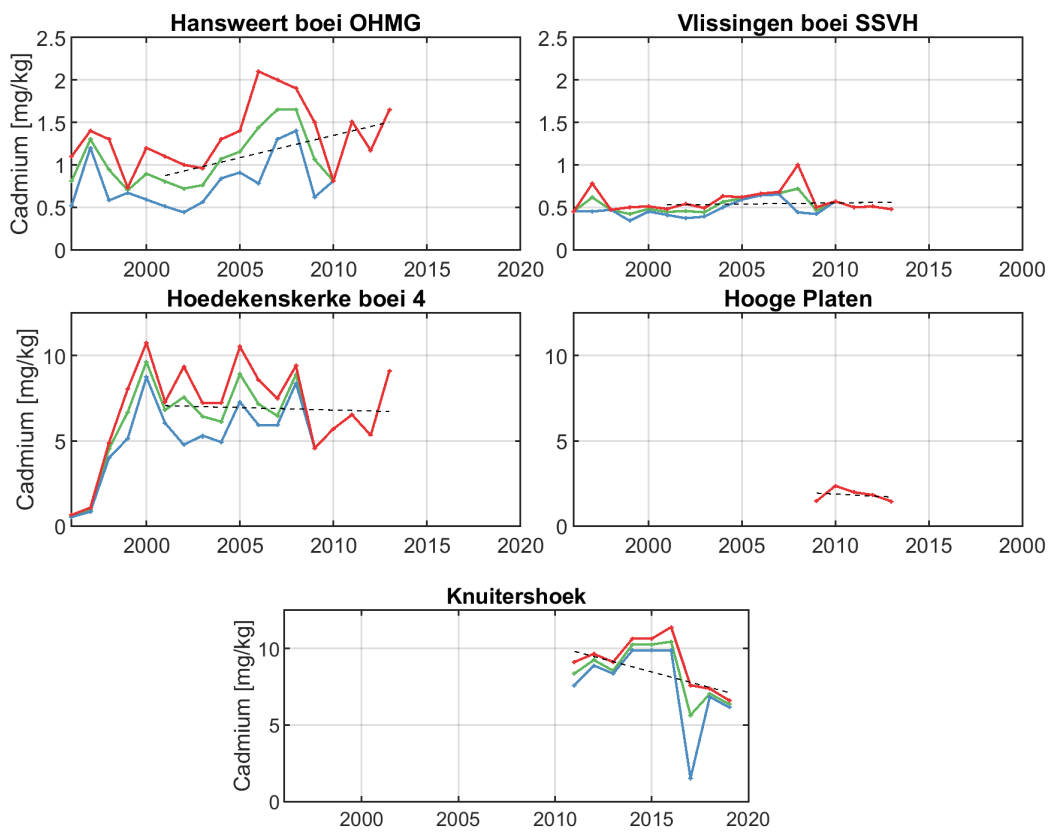 Hansweert boei OHMG
Cadmium [mg/kg]
2.5
2
1.5
1
0.5
0
2000 2005 2010 2015 2020
Vlissingen boei SSVH
2.5
2
1.5
1
0.5
0
2000 2005 2010 2015 2000
Hoedekenskerke boei 4
Cadmium [mg/kg]
10
5
0
2000 2005 2010 2015 2020
Hooge Platen
10
5
0
2000 2005 2010 2015 2000
Knuitershoek
Cadmium [mg/kg]
10
5
0
2000 2005 2010 2015 2020